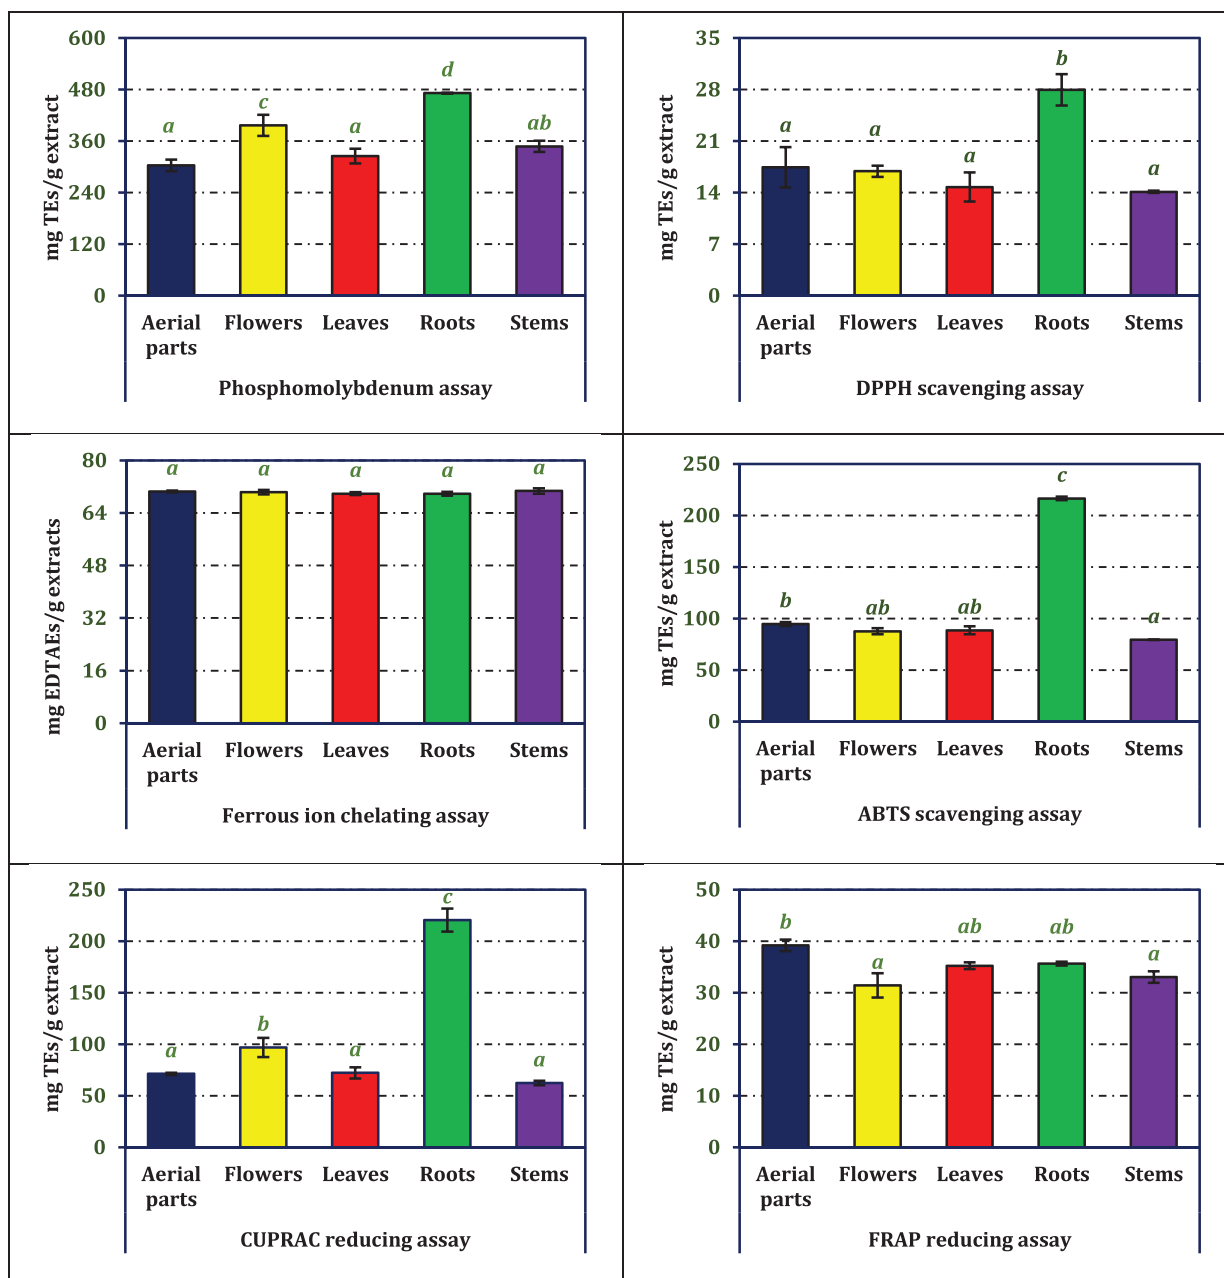 600
480
360
240
120
0
mg TEs/g extract
a
c
a
d
ab
Aerial parts
Flowers
Leaves
Roots
Stems
Phosphomolybdenum assay
35
28
21
14
7
0
mg TEs/g extract
a
a
a
b
a
Aerial parts
Flowers
Leaves
Roots
Stems
DPPH scavenging assay
80
64
48
32
16
0
mg EDTAEs/g extracts
a
a
a
a
a
Aerial parts
Flowers
Leaves
Roots
Stems
Ferrous ion chelating assay
250
200
150
100
50
0
mg TEs/g extract
b
ab
ab
c
a
Aerial parts
Flowers
Leaves
Roots
Stems
ABTS scavenging assay
250
200
150
100
50
0
mg TEs/g extract
a
b
a
c
a
Aerial parts
Flowers
Leaves
Roots
Stems
CUPRAC reducing assay
50
40
30
20
10
0
mg TEs/g extract
b
a
ab
ab
a
Aerial parts
Flowers
Leaves
Roots
Stems
FRAP reducing assay